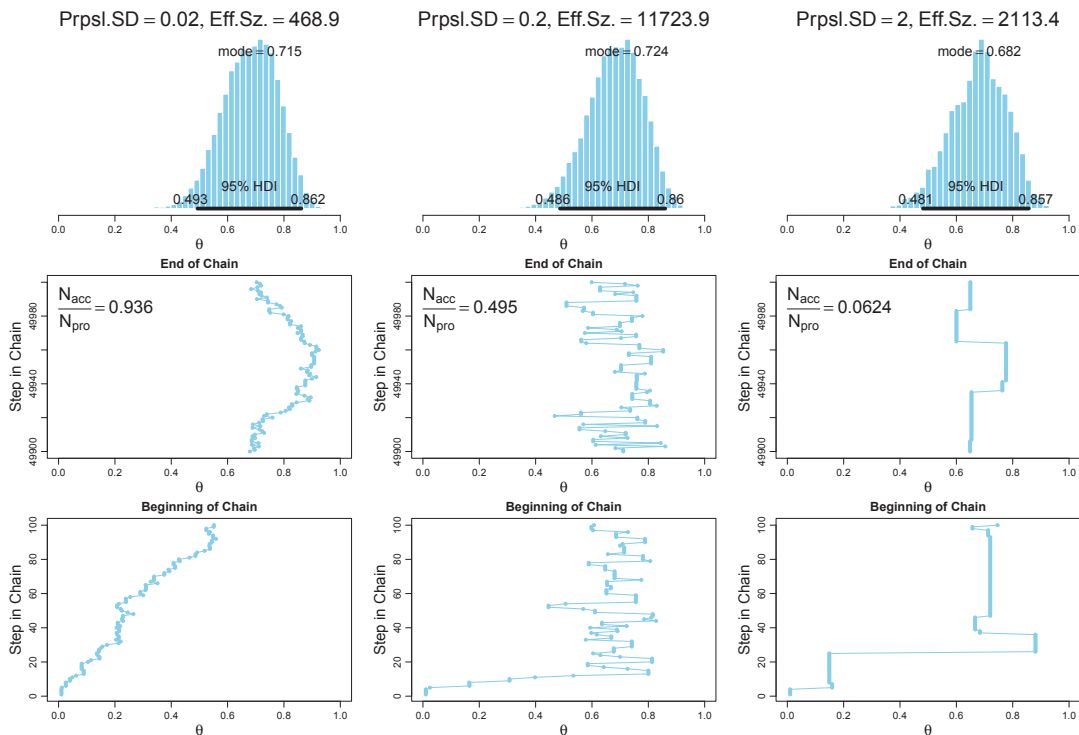 Prpsl.SD = 0.02, Eff.Sz. = 468.9
mode = 0.715
95% HDI
0.493 0.862
0.0 0.2 0.4 0.6 0.8 1.0
θ
Prpsl.SD = 0.2, Eff.Sz. = 11723.9
mode = 0.724
95% HDI
0.486 0.86
0.0 0.2 0.4 0.6 0.8 1.0
θ
Prpsl.SD = 2, Eff.Sz. = 2113.4
mode = 0.682
95% HDI
0.481 0.857
0.0 0.2 0.4 0.6 0.8 1.0
θ
End of Chain
Nacc
Npro
= 0.936
Step in Chain
49900 49940 49980
0.0 0.2 0.4 0.6 0.8 1.0
θ
End of Chain
Nacc
Npro
= 0.495
Step in Chain
49900 49940 49980
0.0 0.2 0.4 0.6 0.8 1.0
θ
End of Chain
Nacc
Npro
= 0.0624
Step in Chain
49900 49940 49980
0.0 0.2 0.4 0.6 0.8 1.0
θ
Beginning of Chain
Step in Chain
0 20 40 60 80 100
0.0 0.2 0.4 0.6 0.8 1.0
θ
Beginning of Chain
Step in Chain
0 20 40 60 80 100
0.0 0.2 0.4 0.6 0.8 1.0
θ
Beginning of Chain
Step in Chain
0 20 40 60 80 100
0.0 0.2 0.4 0.6 0.8 1.0
θ